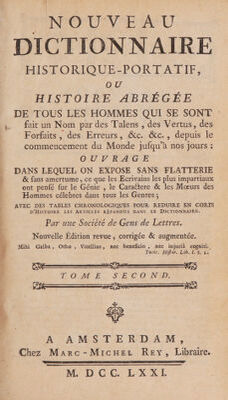 NOUVEAU
DICTIONNAIRE
HISTORIQUE-PORTATIF,
OU
HISTOIRE ABRÉGÉE
DE TOUS LES HOMMES QUI SE SONT
fait un Nom par des Talens, des Vertus, des
Forfaits, des Erreurs, &c. &c., depuis le
commencement du Monde jusqu'à nos jours:
OUVRAGE
DANS LEQUEL ON EXPOSE SANS FLATTERIE
& sans amertume, ce que les Ecrivains les plus impartiaux
ont pensé sur le Génie, le Caractère & les Mœurs des
Hommes célèbres dans tous les Genres;
AVEC DES TABLES CHRONOLOGIQUES POUR RÉDUIRE EN CORPS
D'HISTOIRE LES ARTICLES RÉPANDUS DANS CE DICTIONNAIRE.
Par une Société de Gens de Lettres.
Nouvelle Edition revue, corrigée & augmentée.
Mihi Galba, Otho, Vitellius, nec beneficio, nec injuriâ cogniti.
Tacit. Histor. Lib. I. §. 1.
TOME SECOND.
A AMSTERDAM,
Chez MARC-MICHEL REY, Libraire.
M. DCC. LXXI.